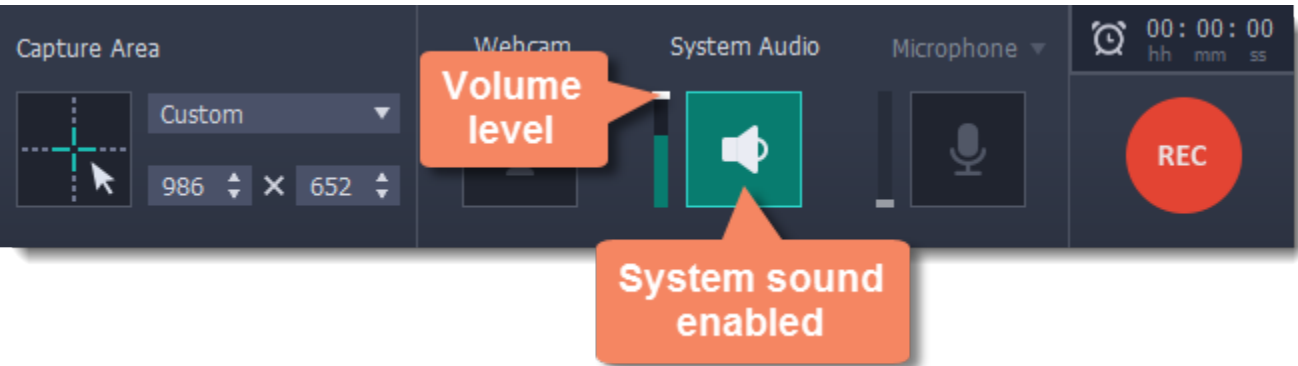 Capture Area
Webcam
System Audio
Microphone
00: 00: 00
hh mm ss
Volume
level
Custom
986 × 652
REC
System sound
enabled